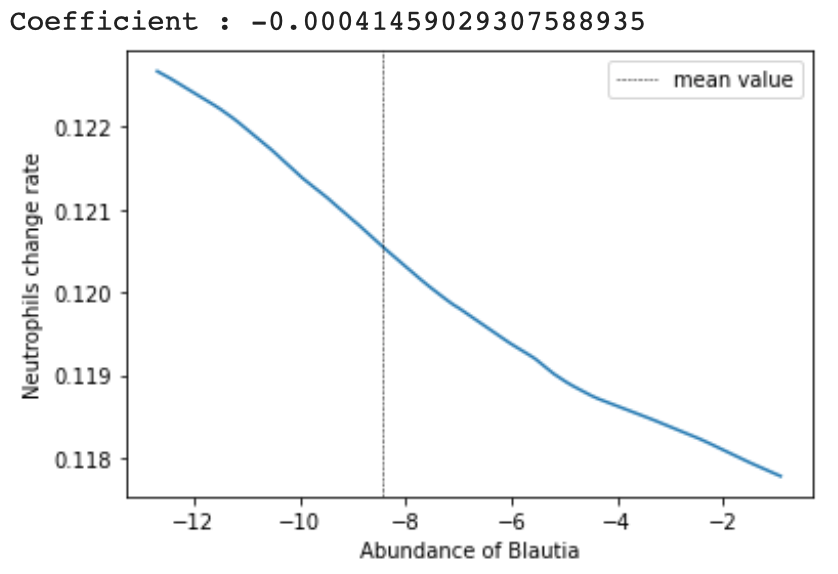 Coefficient : -0.00041459029307588935
mean value
0.122
0.121
0.120
0.119
0.118
Neutrophils change rate
−12 −10 −8 −6 −4 −2
Abundance of Blautia